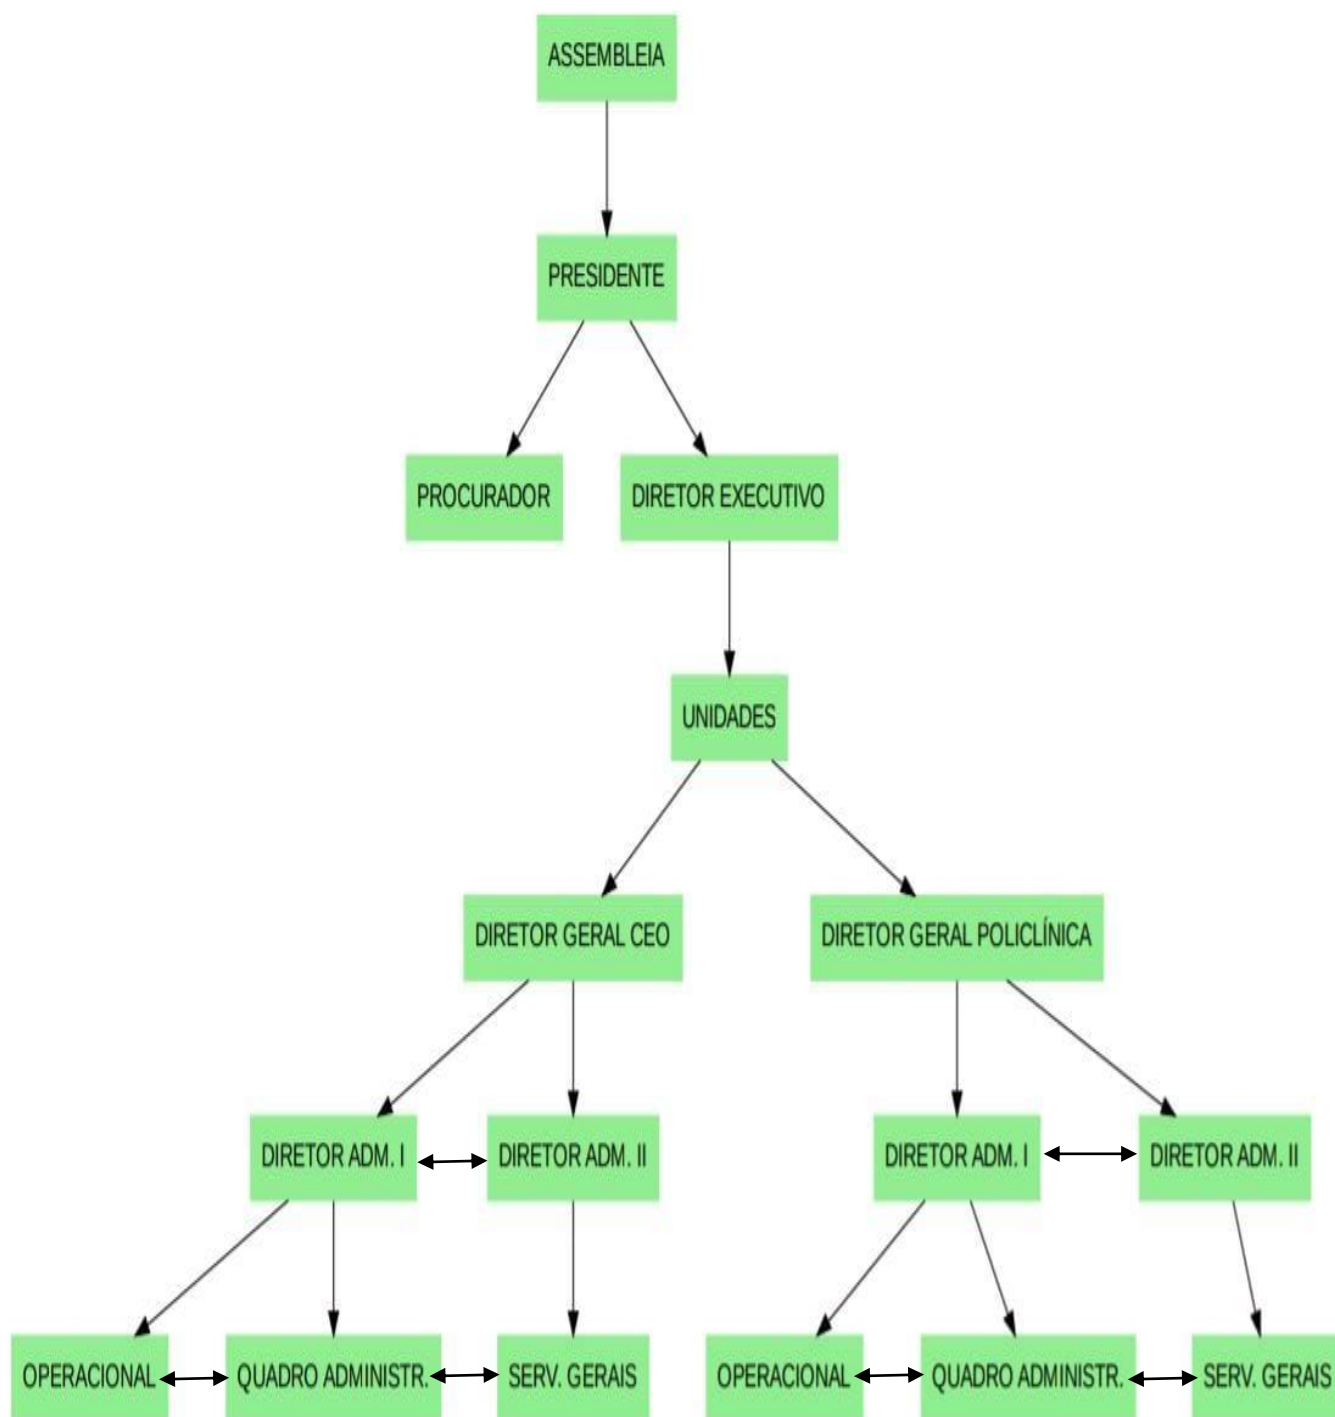 ASSEMBLEIA
PRESIDENTE
PROCURADOR
DIRETOR EXECUTIVO
UNIDADES
DIRETOR GERAL CEO
DIRETOR GERAL POLICLÍNICA
DIRETOR ADM. I
DIRETOR ADM. II
DIRETOR ADM. I
DIRETOR ADM. II
OPERACIONAL
QUADRO ADMINISTR.
SERV. GERAIS
OPERACIONAL
QUADRO ADMINISTR.
SERV. GERAIS